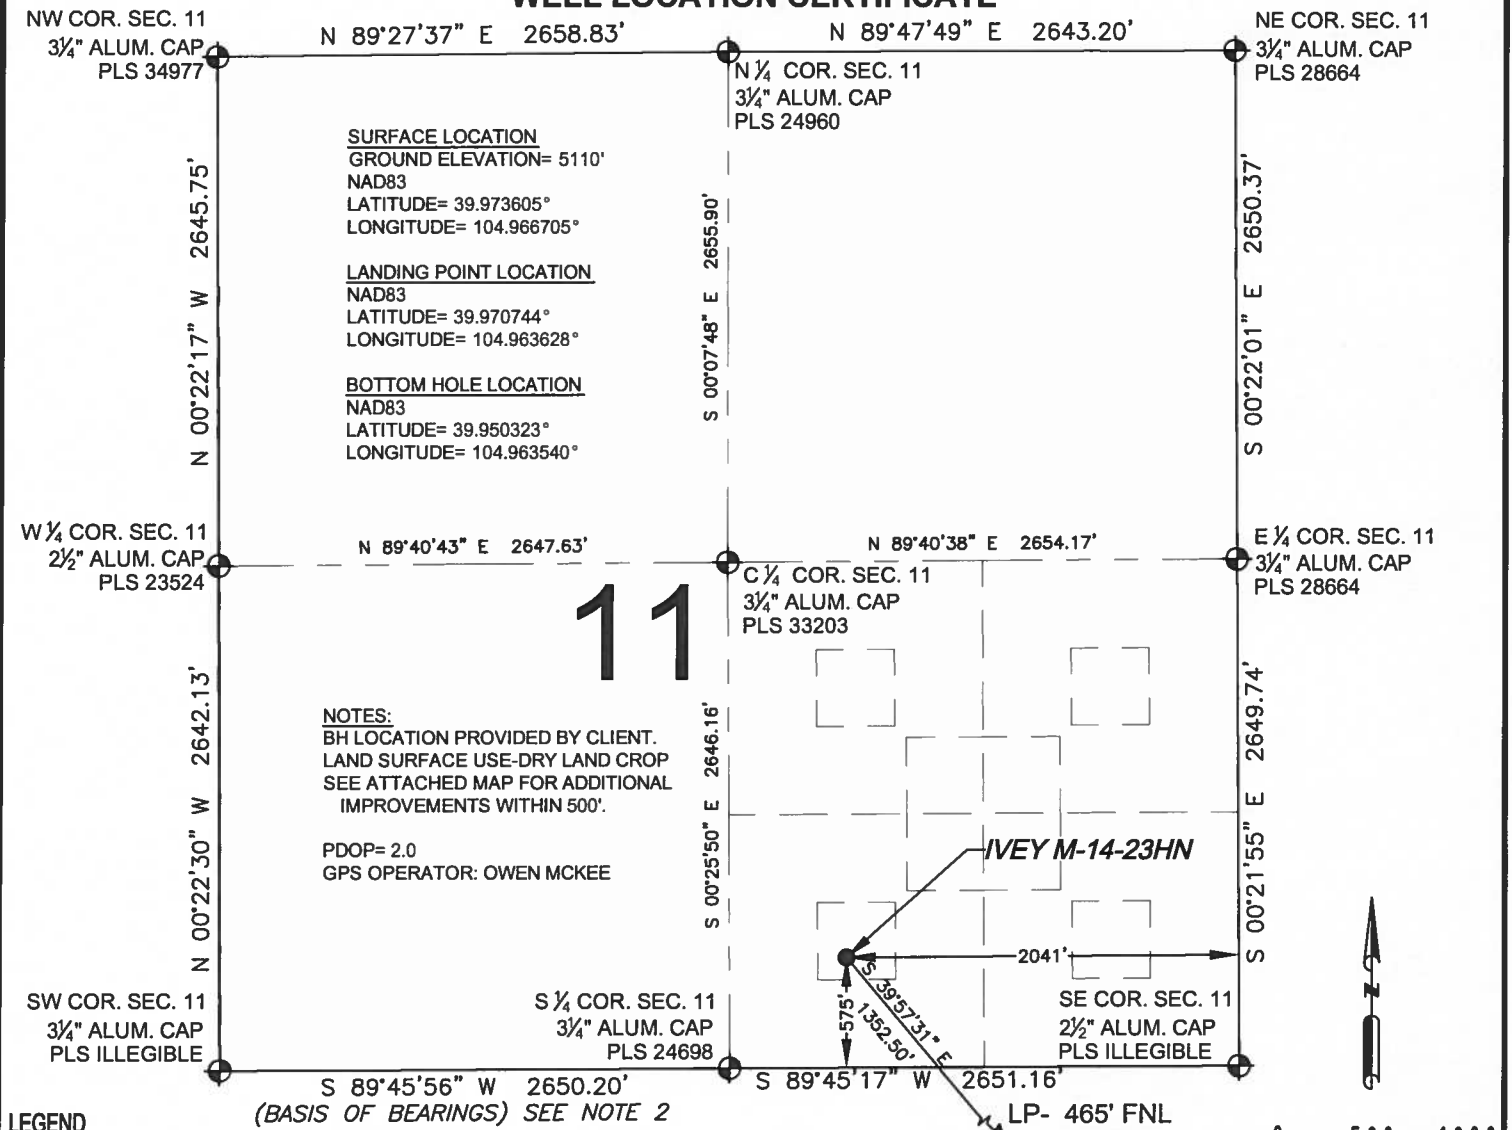 WELL LOCATION CERTIFICATE
NW COR. SEC. 11
3¼" ALUM. CAP
PLS 34977
N 89°27'37" E 2658.83'
N 89°47'49" E 2643.20'
NE COR. SEC. 11
3¼" ALUM. CAP
PLS 28664
N ¼ COR. SEC. 11
3¼" ALUM. CAP
PLS 24960
SURFACE LOCATION
GROUND ELEVATION= 5110'
NAD83
LATITUDE= 39.973605°
LONGITUDE= 104.966705°
LANDING POINT LOCATION
NAD83
LATITUDE= 39.970744°
LONGITUDE= 104.963628°
BOTTOM HOLE LOCATION
NAD83
LATITUDE= 39.950323°
LONGITUDE= 104.963540°
N 00°22'17" W 2645.75'
S 00°07'48" E 2655.90'
S 00°22'01" E 2650.37'
W ¼ COR. SEC. 11
2½" ALUM. CAP
PLS 23524
N 89°40'43" E 2647.63'
N 89°40'38" E 2654.17'
E ¼ COR. SEC. 11
3¼" ALUM. CAP
PLS 28664
C ¼ COR. SEC. 11
3¼" ALUM. CAP
PLS 33203
11
NOTES:
BH LOCATION PROVIDED BY CLIENT.
LAND SURFACE USE-DRY LAND CROP
SEE ATTACHED MAP FOR ADDITIONAL
IMPROVEMENTS WITHIN 500'.
PDOP= 2.0
GPS OPERATOR: OWEN MCKEE
N 00°22'30" W 2642.13'
S 00°25'50" E 2646.16'
S 00°21'55" E 2649.74'
IVEY M-14-23HN
2041'
575'
S 39°57'31" E
1352.50'
N
SW COR. SEC. 11
3¼" ALUM. CAP
PLS ILLEGIBLE
S ¼ COR. SEC. 11
3¼" ALUM. CAP
PLS 24698
SE COR. SEC. 11
2½" ALUM. CAP
PLS ILLEGIBLE
S 89°45'56" W 2650.20'
(BASIS OF BEARINGS) SEE NOTE 2
S 89°45'17" W 2651.16'
LP- 465' FNL
LEGEND